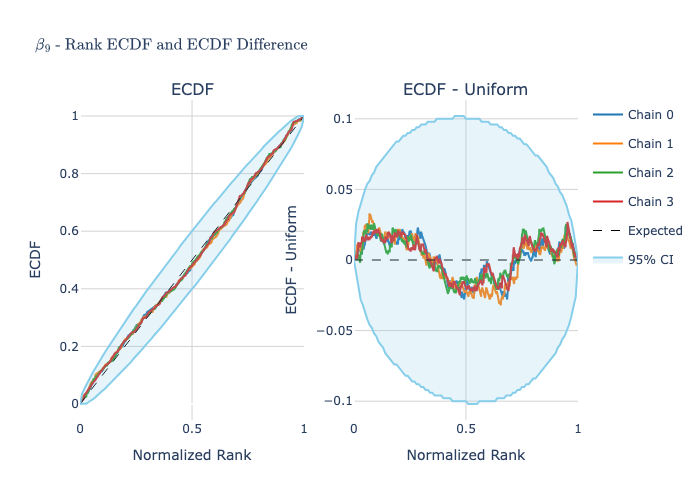 β₉ - Rank ECDF and ECDF Difference
ECDF
ECDF
1
0.8
0.6
0.4
0.2
0
0
0.5
1
Normalized Rank
ECDF - Uniform
ECDF - Uniform
0.1
0.05
0
−0.05
−0.1
0
0.5
1
Normalized Rank
Chain 0
Chain 1
Chain 2
Chain 3
Expected
95% CI